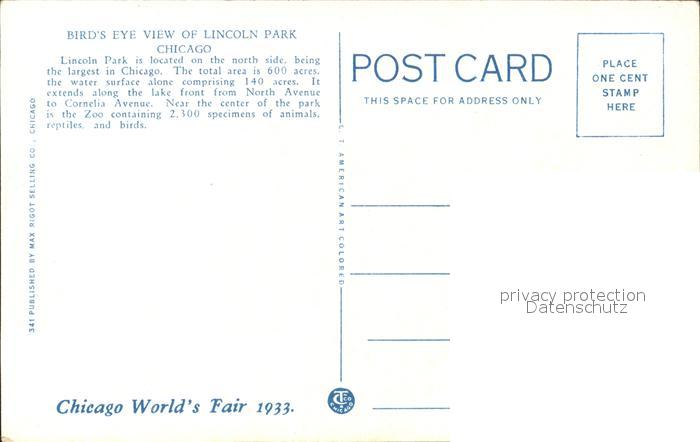 BIRD'S EYE VIEW OF LINCOLN PARK
CHICAGO
Lincoln Park is located on the north side, being
the largest in Chicago. The total area is 600 acres,
the water surface alone comprising 140 acres. It
extends along the lake front from North Avenue
to Cornelia Avenue. Near the center of the park
is the Zoo containing 2,300 specimens of animals,
reptiles, and birds.
341 PUBLISHED BY MAX RIGOT SELLING CO., CHICAGO
Chicago World's Fair 1933.
C. T. AMERICAN ART COLORED
POST CARD
THIS SPACE FOR ADDRESS ONLY
PLACE
ONE CENT
STAMP
HERE
privacy protection
Datenschutz